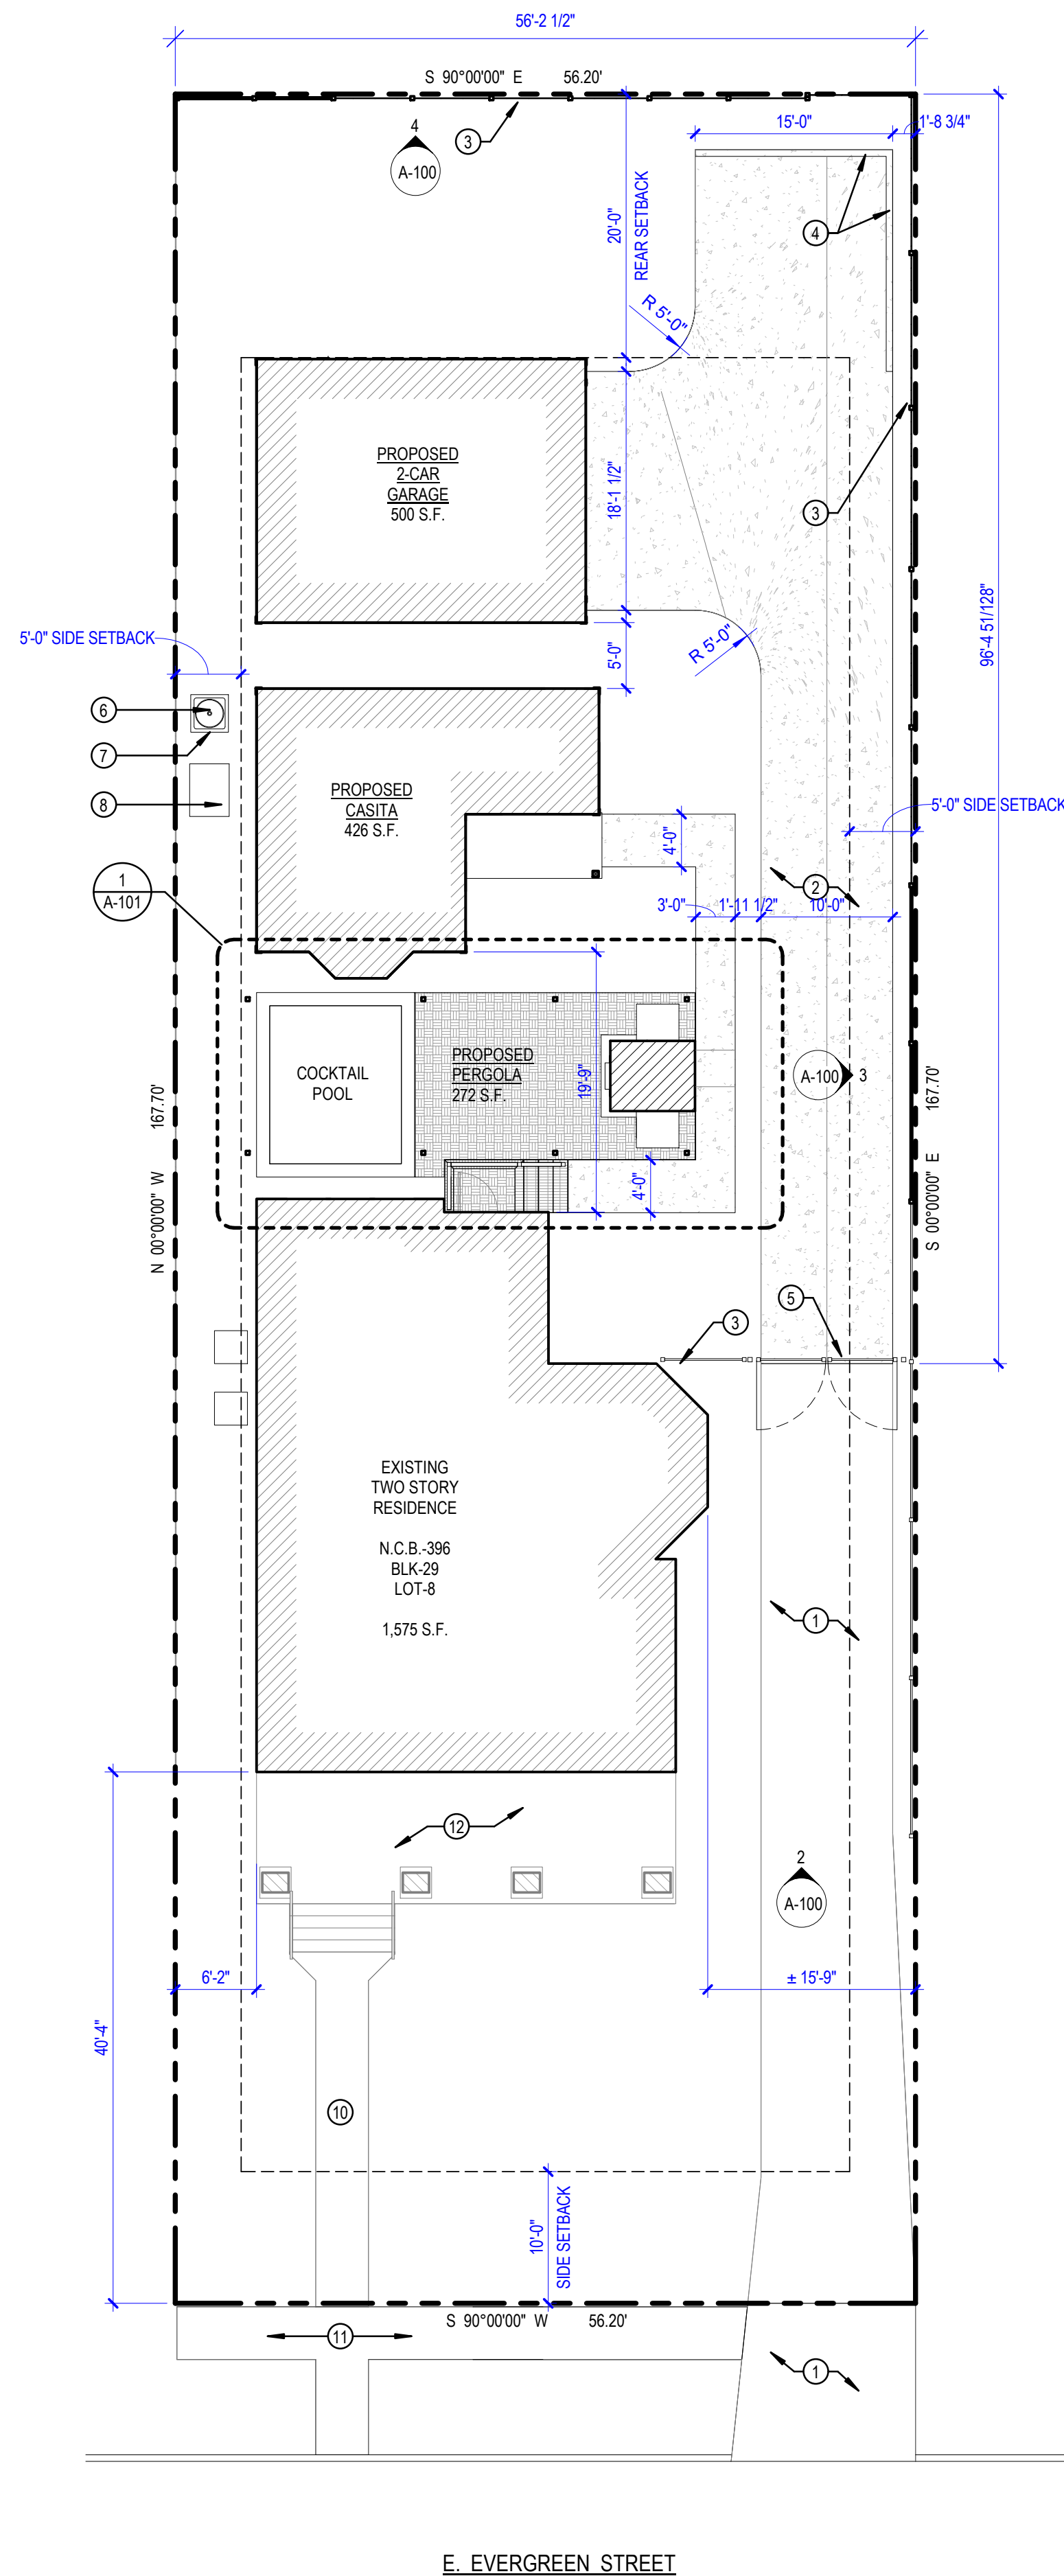 56'-2 1/2"
S 90°00'00" E 56.20'
15'-0"
1'-8 3/4"
4
A-100
3
4
20'-0"
REAR SETBACK
R 5'-0"
PROPOSED
2-CAR
GARAGE
500 S.F.
18'-1 1/2"
3
96'-4 51/128"
5'-0" SIDE SETBACK
5'-0"
R 5'-0"
6
7
8
PROPOSED
CASITA
426 S.F.
5'-0" SIDE SETBACK
4'-0"
1
A-101
2
3'-0"
1'-11 1/2"
10'-0"
COCKTAIL
POOL
PROPOSED
PERGOLA
272 S.F.
19'-9"
A-100
3
4'-0"
N 00°00'00" W 167.70'
S 00°00'00" E 167.70'
5
3
EXISTING
TWO STORY
RESIDENCE
N.C.B.-396
BLK-29
LOT-8
1,575 S.F.
1
12
2
A-100
6'-2"
± 15'-9"
40'-4"
10
10'-0"
SIDE SETBACK
S 90°00'00" W 56.20'
11
1
E. EVERGREEN STREET